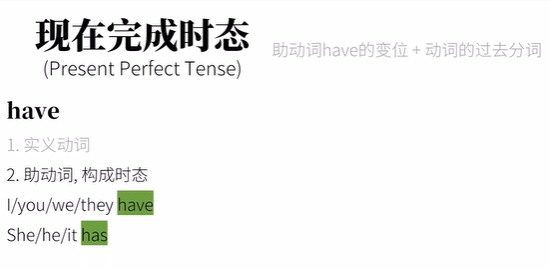 现在完成时态
(Present Perfect Tense)
助动词have的变位 + 动词的过去分词
have
1. 实义动词
2. 助动词, 构成时态
I/you/we/they have
She/he/it has